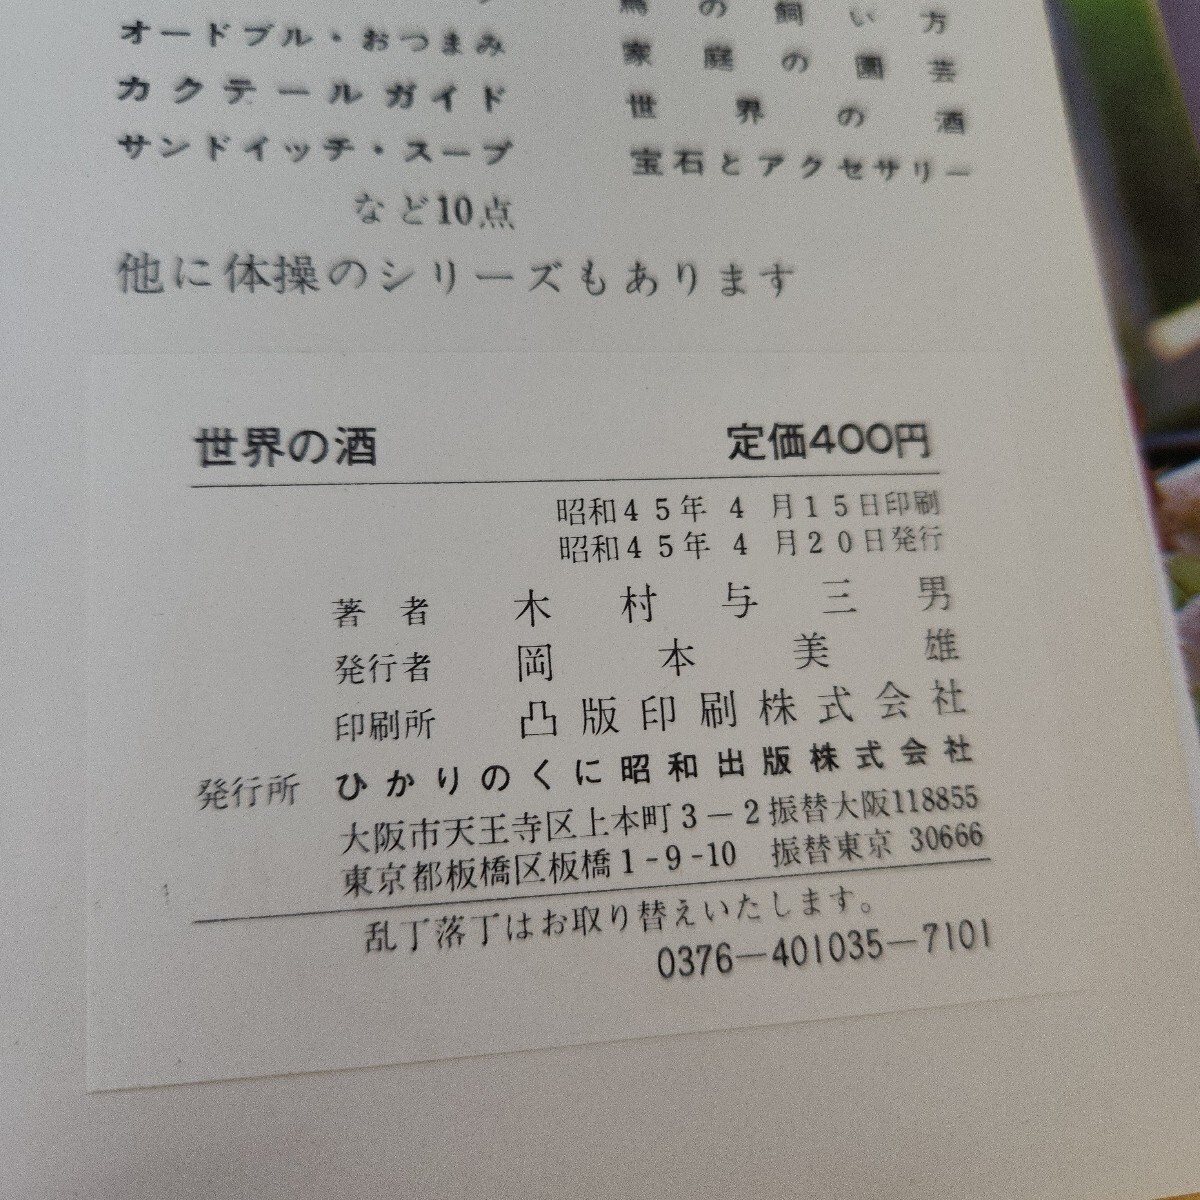 オードブル・おつまみ
カクテールガイド
サンドイッチ・スープ
など10点
鳥の飼い方
家庭の園芸
世界の酒
宝石とアクセサリー
他に体操のシリーズもあります
世界の酒 定価400円
昭和45年4月15日印刷
昭和45年4月20日発行
著者 木村与三男
発行者 岡本美雄
印刷所 凸版印刷株式会社
発行所 ひかりのくに昭和出版株式会社
大阪市天王寺区上本町3-2振替大阪118855
東京都板橋区板橋1-9-10 振替東京 30666
乱丁落丁はお取り替えいたします。
0376-401035-7101